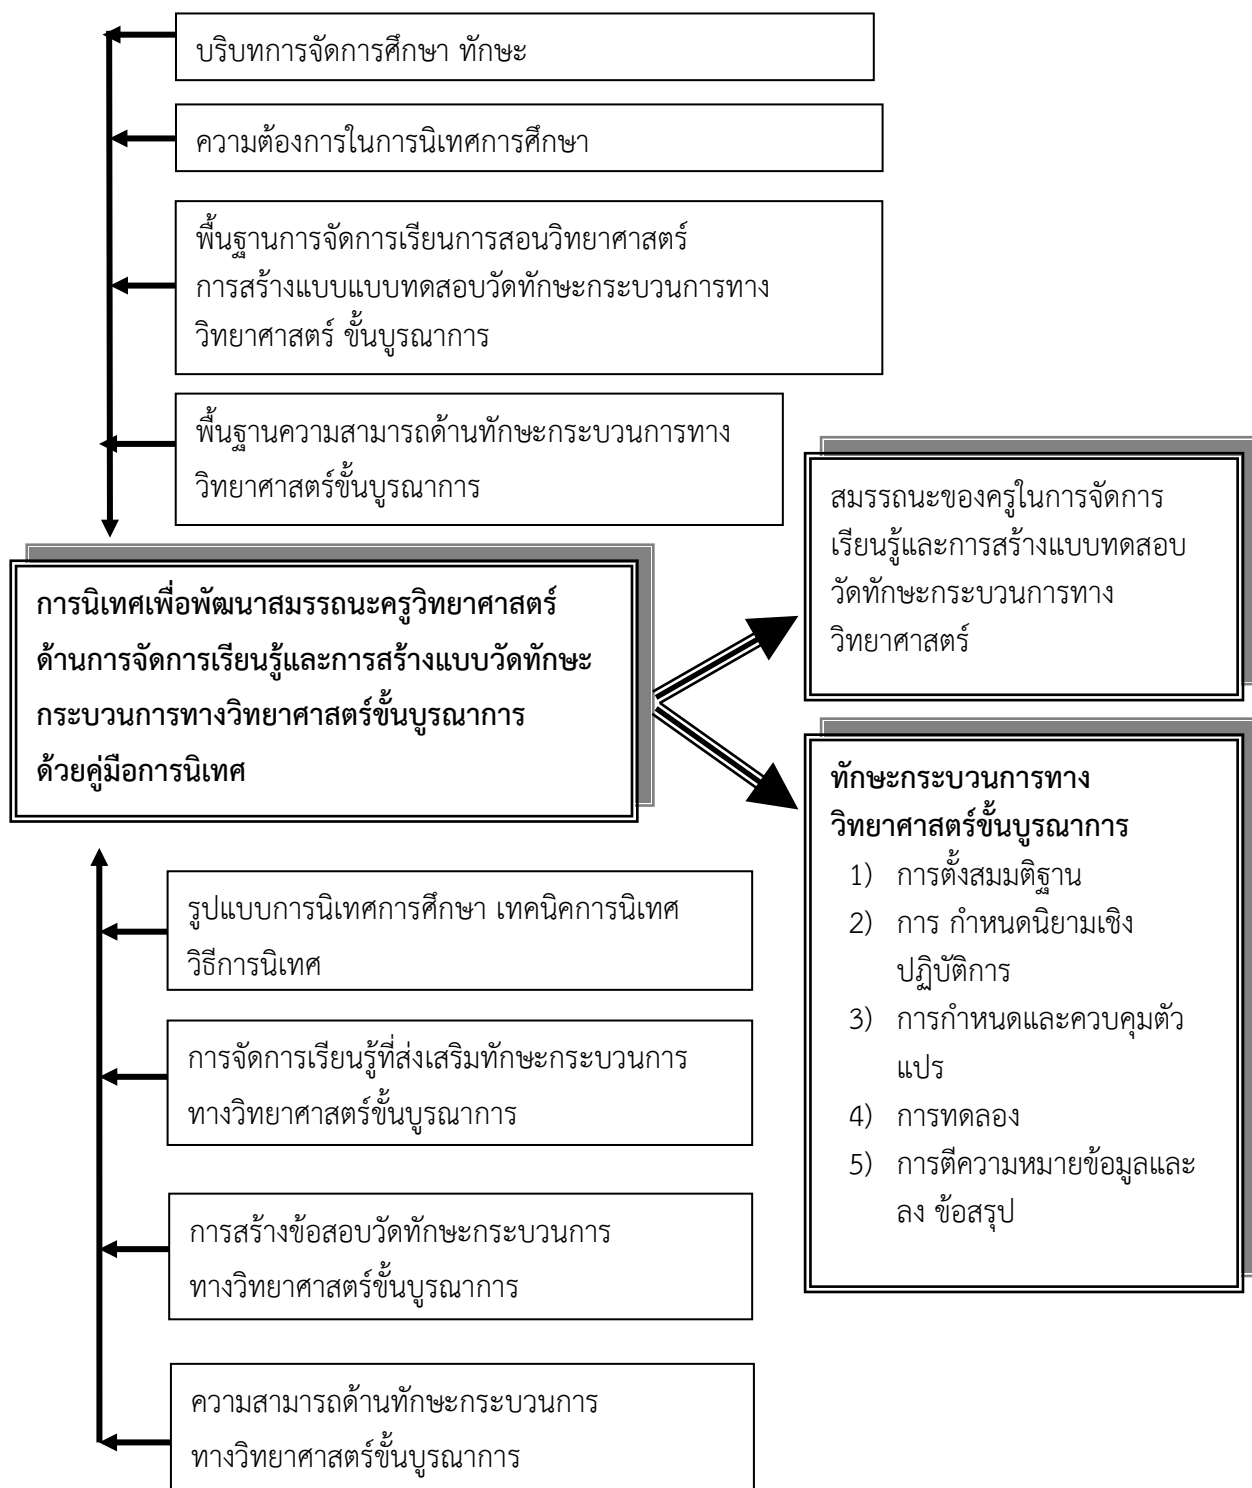 บริบทการจัดการศึกษา ทักษะ
ความต้องการในการนิเทศการศึกษา
พื้นฐานการจัดการเรียนการสอนวิทยาศาสตร์
การสร้างแบบแบบทดสอบวัดทักษะกระบวนการทาง
วิทยาศาสตร์ ขั้นบูรณาการ
พื้นฐานความสามารถด้านทักษะกระบวนการทาง
วิทยาศาสตร์ขั้นบูรณาการ
การนิเทศเพื่อพัฒนาสมรรถนะครูวิทยาศาสตร์
ด้านการจัดการเรียนรู้และการสร้างแบบวัดทักษะ
กระบวนการทางวิทยาศาสตร์ขั้นบูรณาการ
ด้วยคู่มือการนิเทศ
สมรรถนะของครูในการจัดการ
เรียนรู้และการสร้างแบบทดสอบ
วัดทักษะกระบวนการทาง
วิทยาศาสตร์
ทักษะกระบวนการทาง
วิทยาศาสตร์ขั้นบูรณาการ
1) การตั้งสมมติฐาน
2) การ กำหนดนิยามเชิง
ปฏิบัติการ
3) การกำหนดและควบคุมตัว
แปร
4) การทดลอง
5) การตีความหมายข้อมูลและ
ลง ข้อสรุป
รูปแบบการนิเทศการศึกษา เทคนิคการนิเทศ
วิธีการนิเทศ
การจัดการเรียนรู้ที่ส่งเสริมทักษะกระบวนการ
ทางวิทยาศาสตร์ขั้นบูรณาการ
การสร้างข้อสอบวัดทักษะกระบวนการ
ทางวิทยาศาสตร์ขั้นบูรณาการ
ความสามารถด้านทักษะกระบวนการ
ทางวิทยาศาสตร์ขั้นบูรณาการ